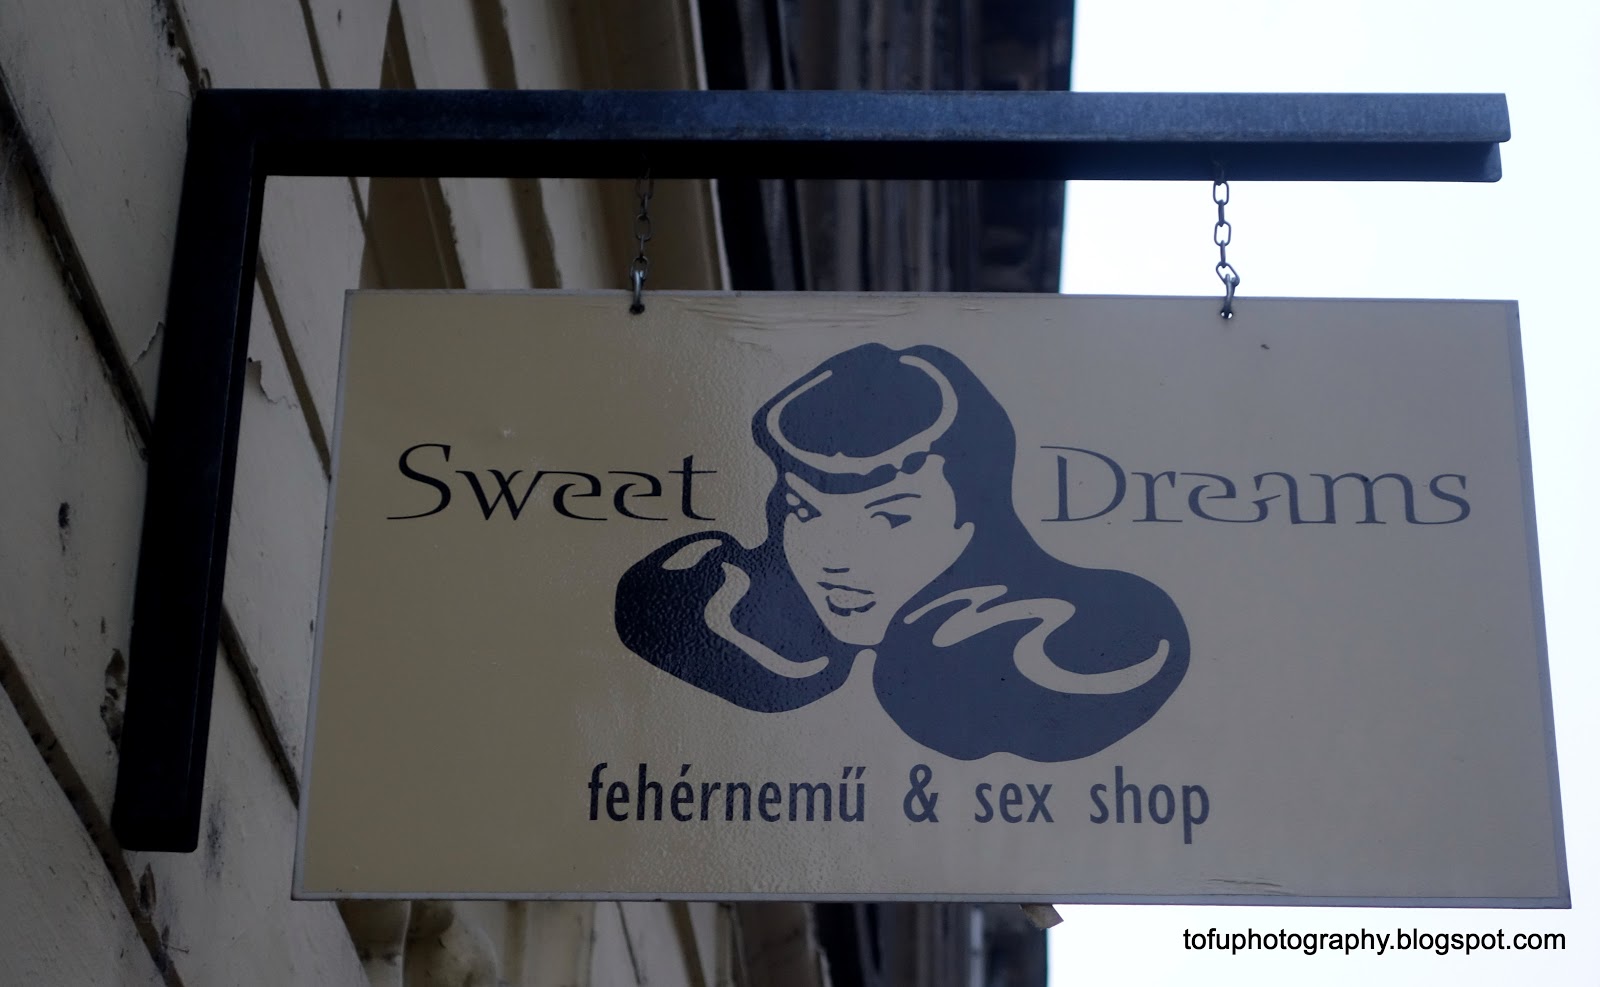 Sweet Dreams
fehérnemű & sex shop
tofuphotography.blogspot.com